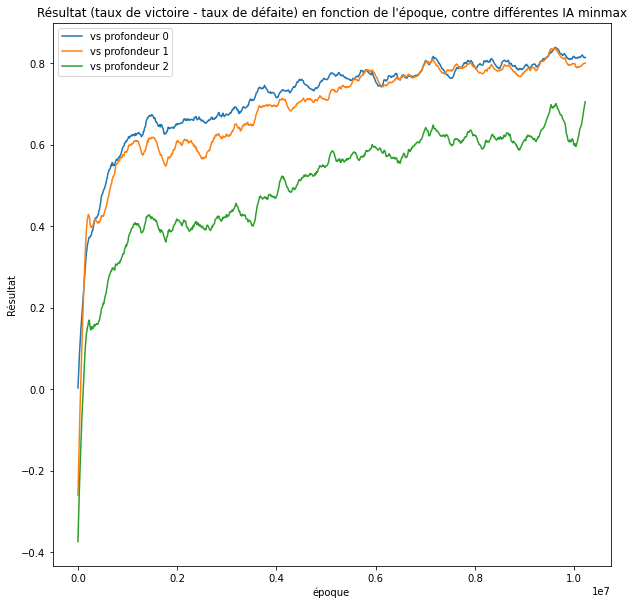 Résultat (taux de victoire - taux de défaite) en fonction de l'époque, contre différentes IA minmax
vs profondeur 0
vs profondeur 1
vs profondeur 2
0.8
0.6
0.4
0.2
0.0
−0.2
−0.4
Résultat
0.0 0.2 0.4 0.6 0.8 1.0
1e7
époque